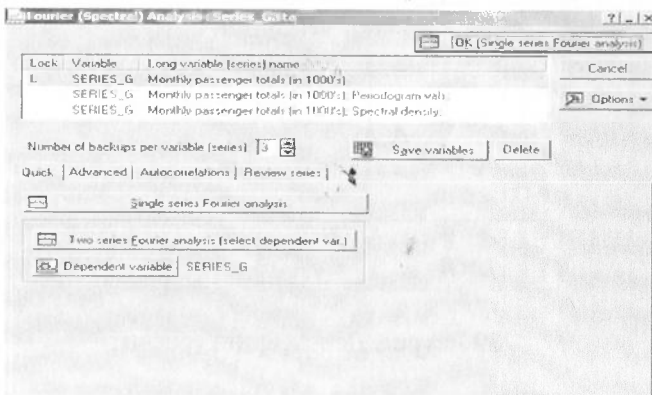 Fourier (Spectral) Analysis: Series_G.sta
OK (Single series Fourier analysis)
Lock Variable Long variable (series) name
L SERIES_G Monthly passenger totals (in 1000's)
SERIES_G Monthly passenger totals (in 1000's); Periodogram vals;
SERIES_G Monthly passenger totals (in 1000's); Spectral density;
Cancel
Options
Number of backups per variable (series) 3
Save variables Delete
Quick Advanced Autocorrelations Review series
Single series Fourier analysis
Two series Fourier analysis (select dependent var.)
Dependent variable SERIES_G